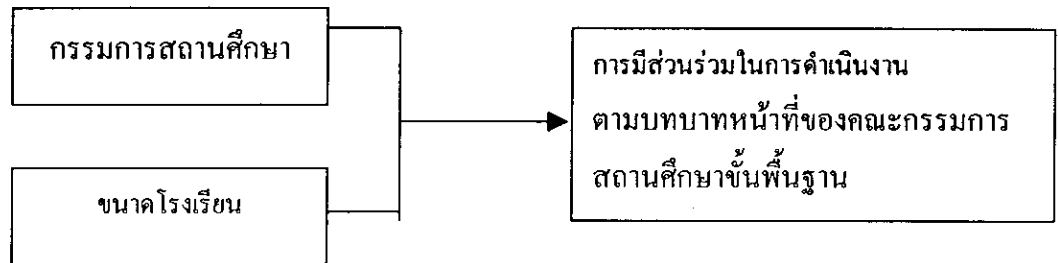 กรรมการสถานศึกษา
ขนาดโรงเรียน
การมีส่วนร่วมในการดำเนินงาน
ตามบทบาทหน้าที่ของคณะกรรมการ
สถานศึกษาขั้นพื้นฐาน